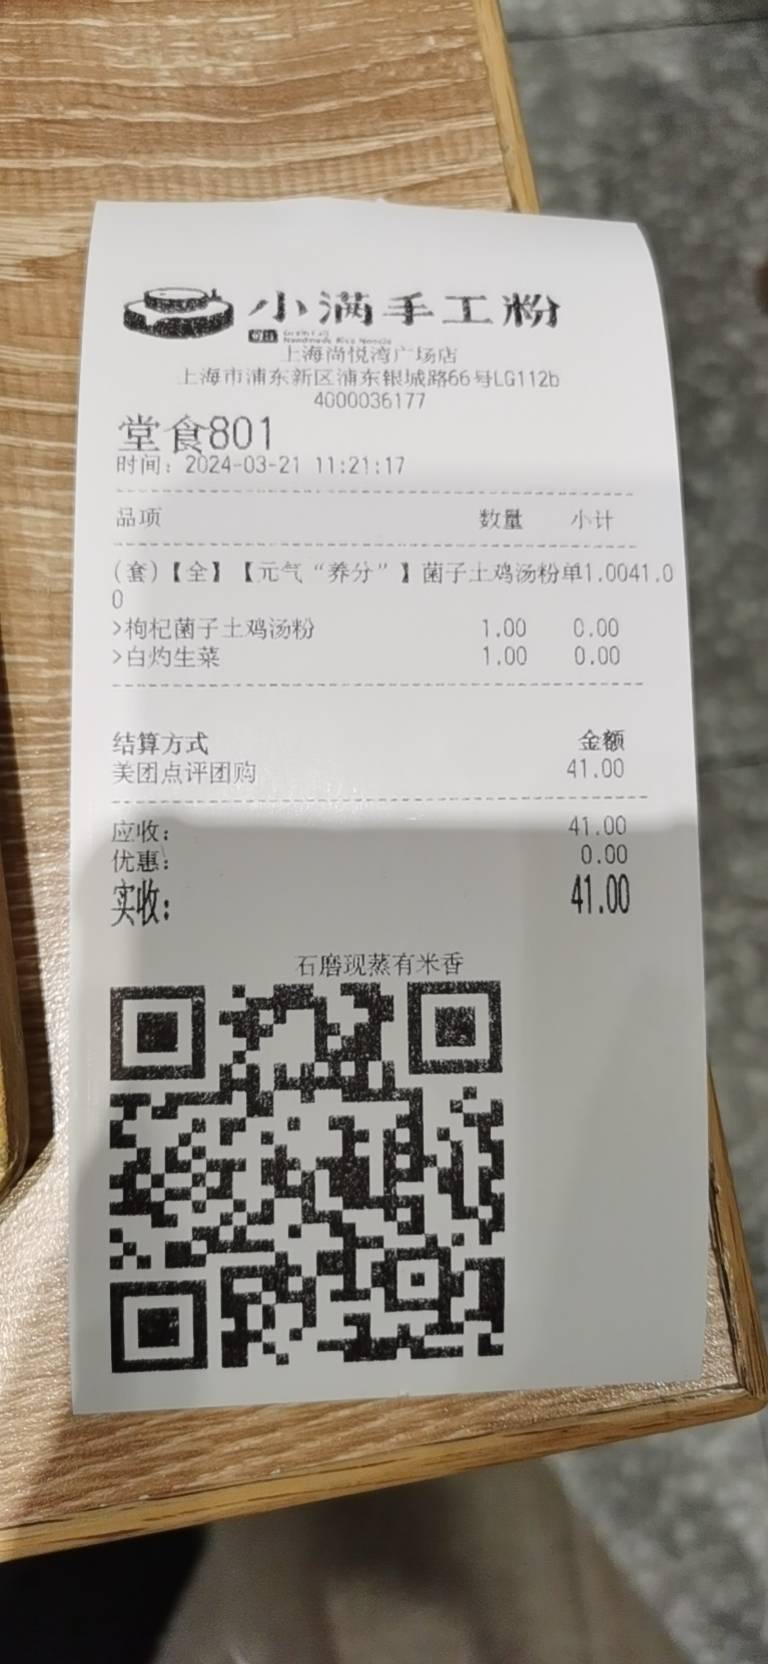 小满手工粉
Grain Full
Handmade Rice Noodle
上海尚悦湾广场店
上海市浦东新区浦东银城路66号LG112b
4000036177
堂食801
时间：2024-03-21 11:21:17
品项 数量 小计
(套)【全】【元气“养分”】菌子土鸡汤粉单1.0041.0
0
>枸杞菌子土鸡汤粉 1.00 0.00
>白灼生菜 1.00 0.00
结算方式 金额
美团点评团购 41.00
应收： 41.00
优惠： 0.00
实收： 41.00
石磨现蒸有米香